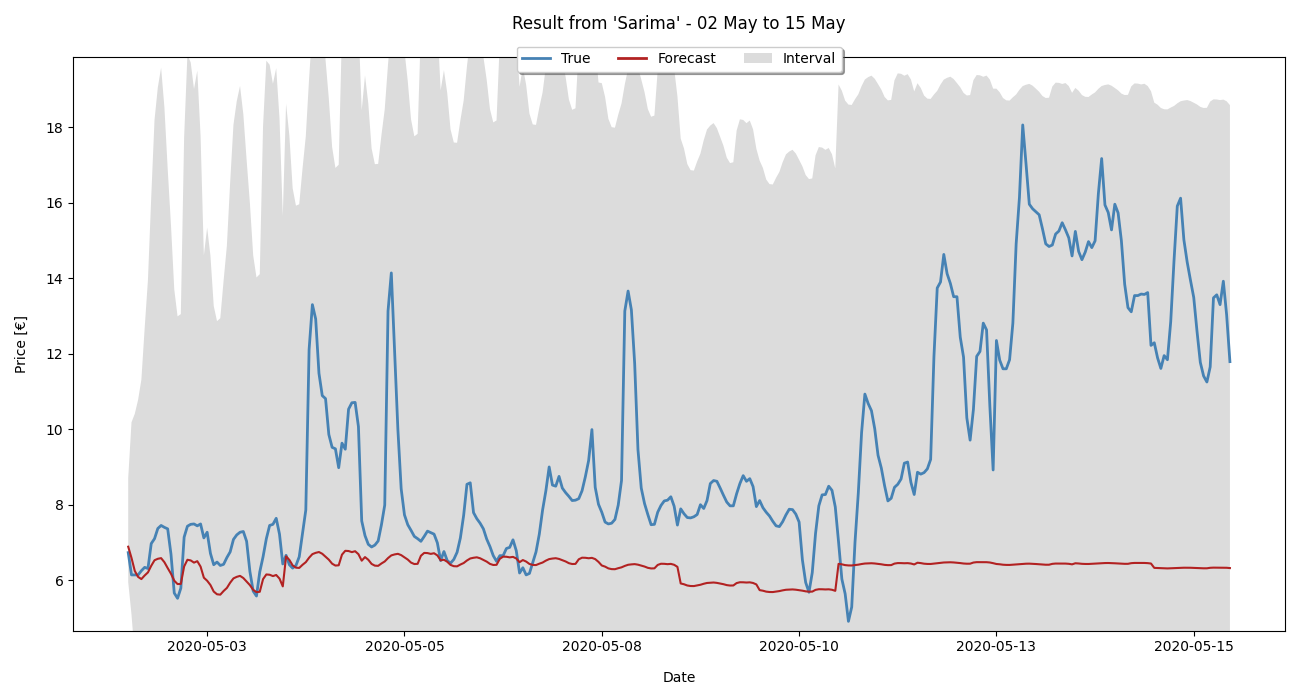 Result from 'Sarima' - 02 May to 15 May
True Forecast Interval
Price [€]
18
16
14
12
10
8
6
2020-05-03 2020-05-05 2020-05-08 2020-05-10 2020-05-13 2020-05-15
Date